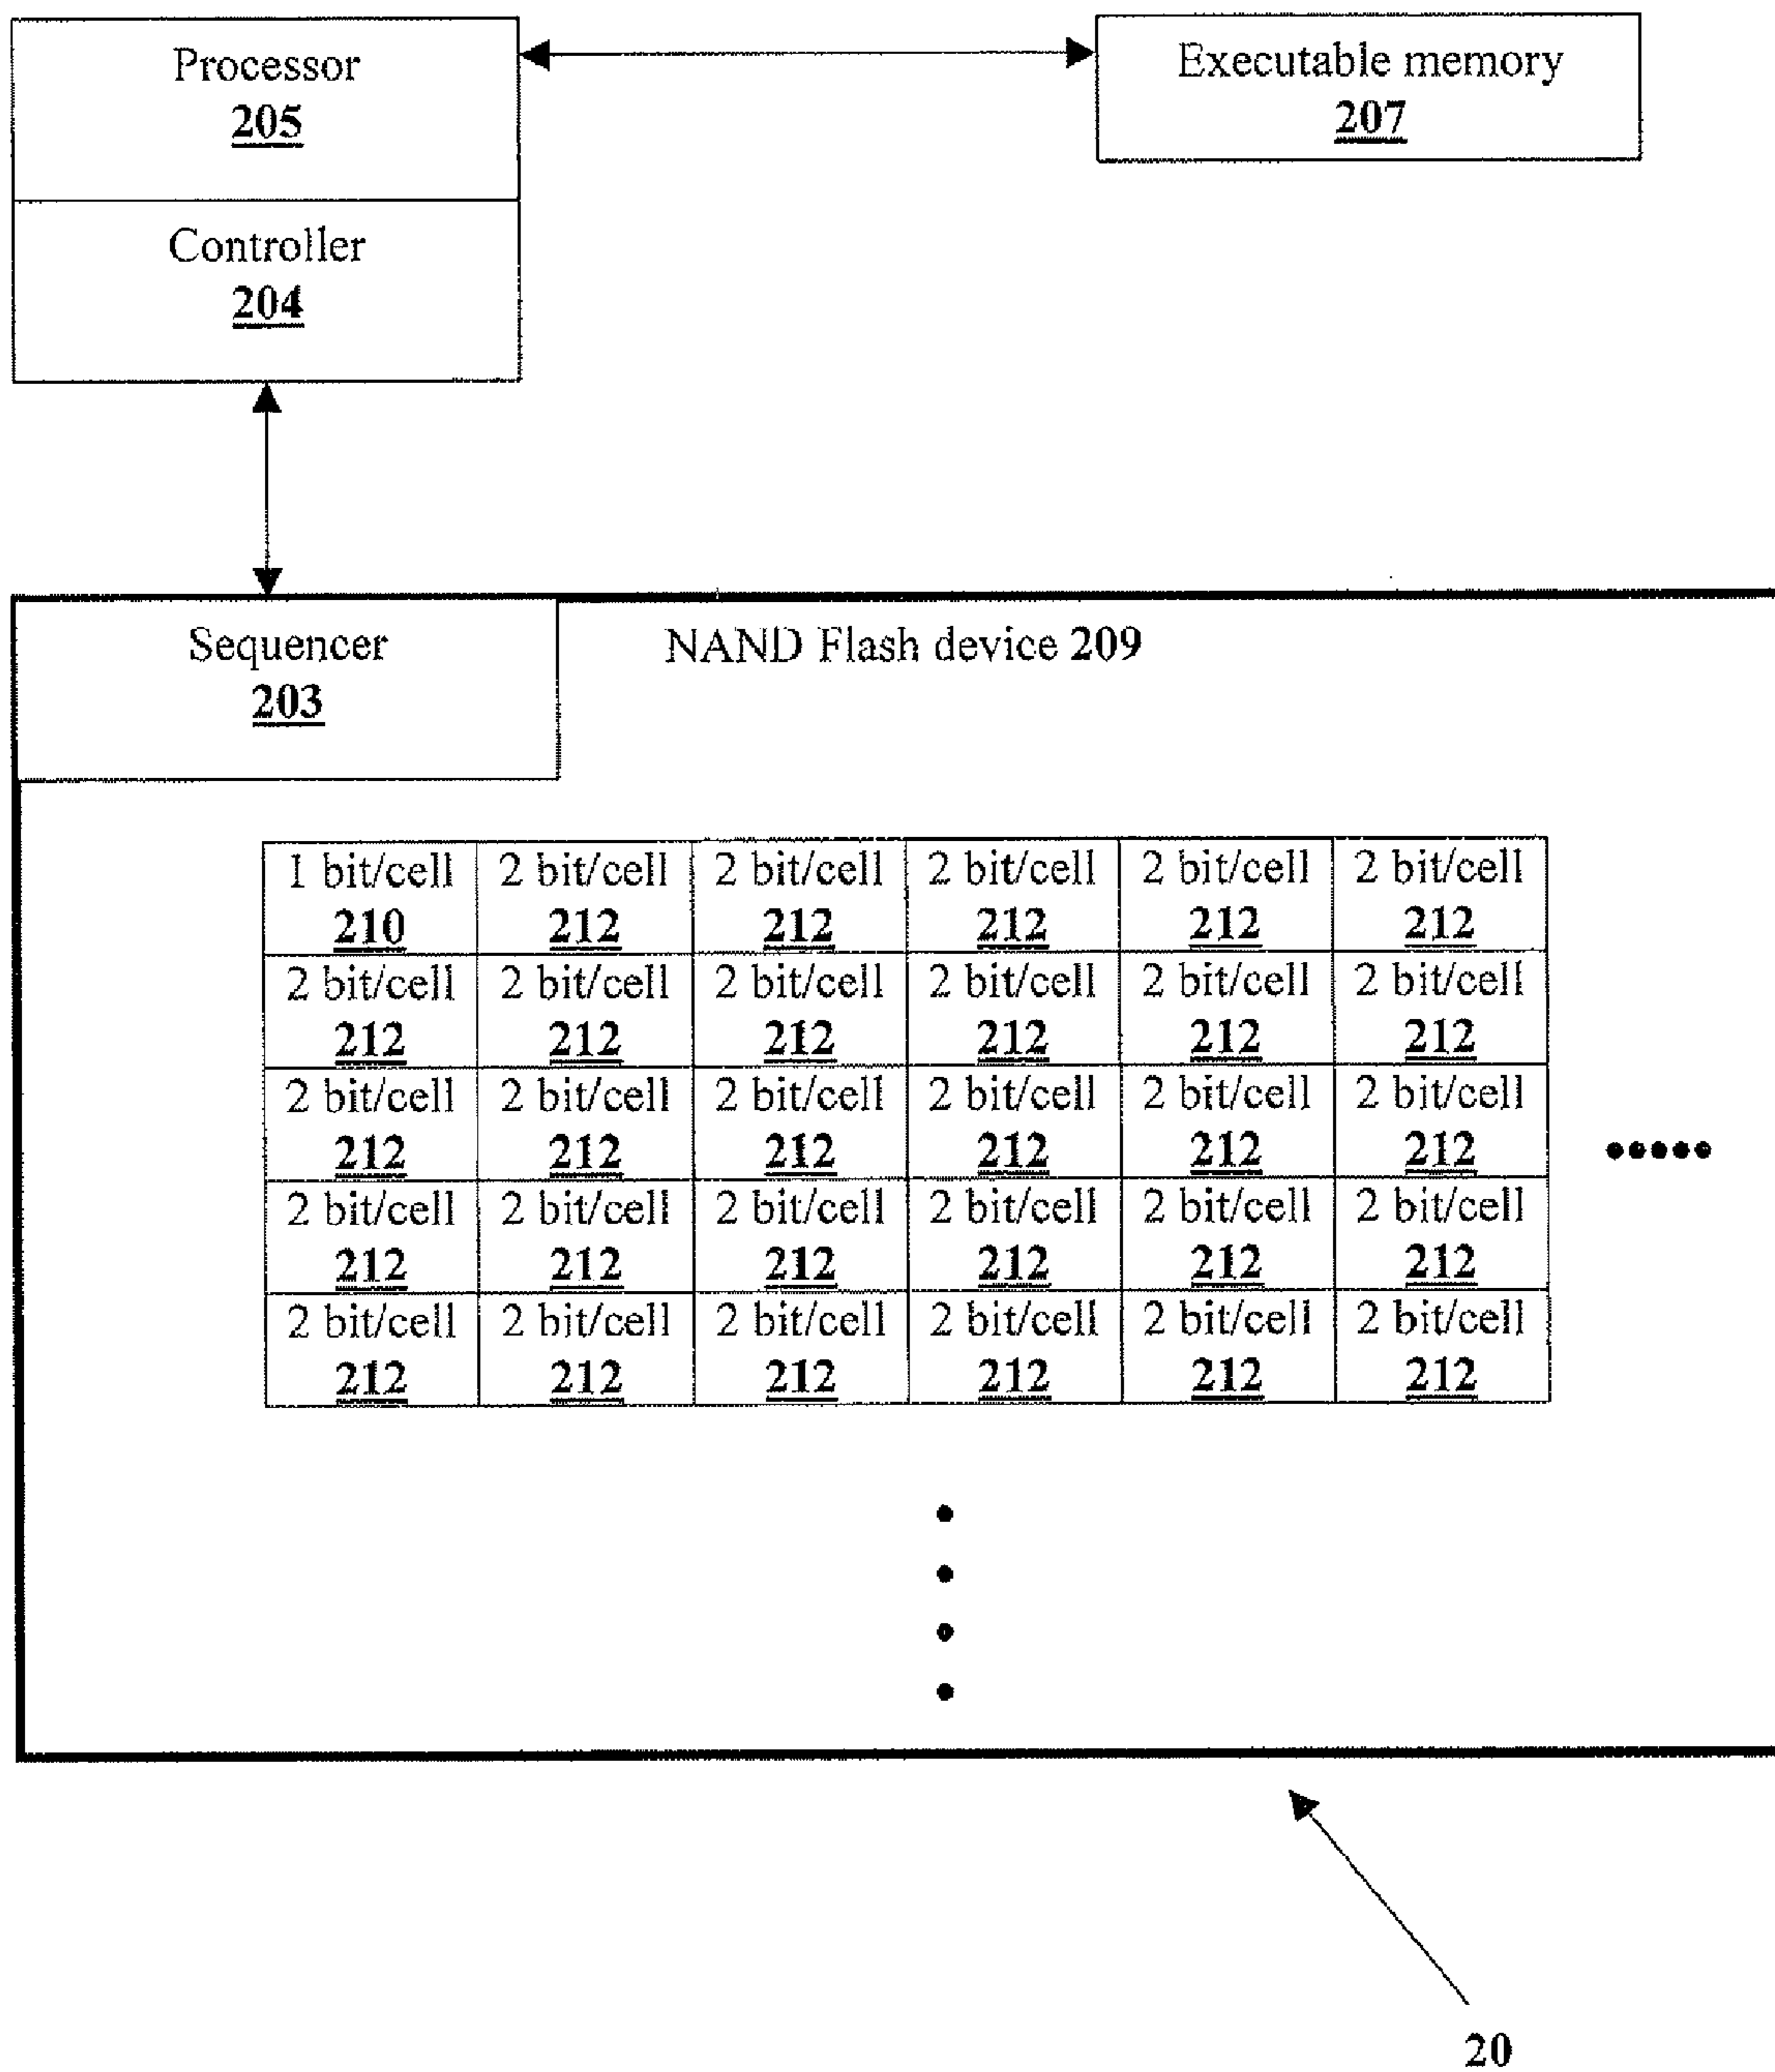 Processor
205
Executable memory
207
Controller
204
Sequencer
203
NAND Flash device 209
1 bit/cell 2 bit/cell 2 bit/cell 2 bit/cell 2 bit/cell 2 bit/cell
210 212 212 212 212 212
2 bit/cell 2 bit/cell 2 bit/cell 2 bit/cell 2 bit/cell 2 bit/cell
212 212 212 212 212 212
2 bit/cell 2 bit/cell 2 bit/cell 2 bit/cell 2 bit/cell 2 bit/cell
212 212 212 212 212 212
2 bit/cell 2 bit/cell 2 bit/cell 2 bit/cell 2 bit/cell 2 bit/cell
212 212 212 212 212 212
2 bit/cell 2 bit/cell 2 bit/cell 2 bit/cell 2 bit/cell 2 bit/cell
212 212 212 212 212 212
20